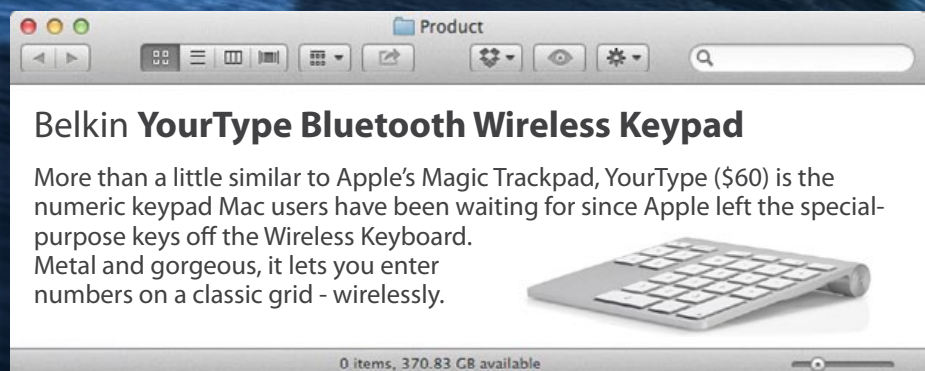 Product
Belkin YourType Bluetooth Wireless Keypad
More than a little similar to Apple’s Magic Trackpad, YourType ($60) is the
numeric keypad Mac users have been waiting for since Apple left the special-
purpose keys off the Wireless Keyboard.
Metal and gorgeous, it lets you enter
numbers on a classic grid - wirelessly.
0 items, 370.83 GB available